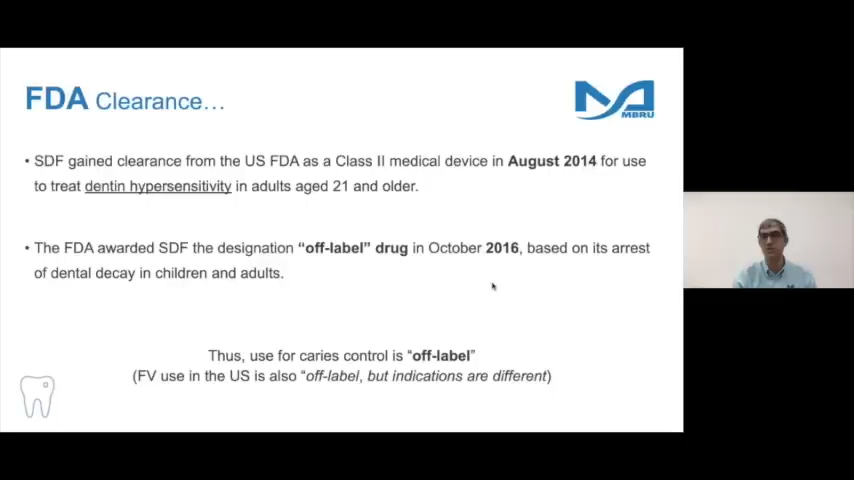 FDA Clearance...
MBRU
• SDF gained clearance from the US FDA as a Class II medical device in August 2014 for use
to treat dentin hypersensitivity in adults aged 21 and older.
• The FDA awarded SDF the designation “off-label” drug in October 2016, based on its arrest
of dental decay in children and adults.
Thus, use for caries control is “off-label”
(FV use in the US is also “off-label, but indications are different)